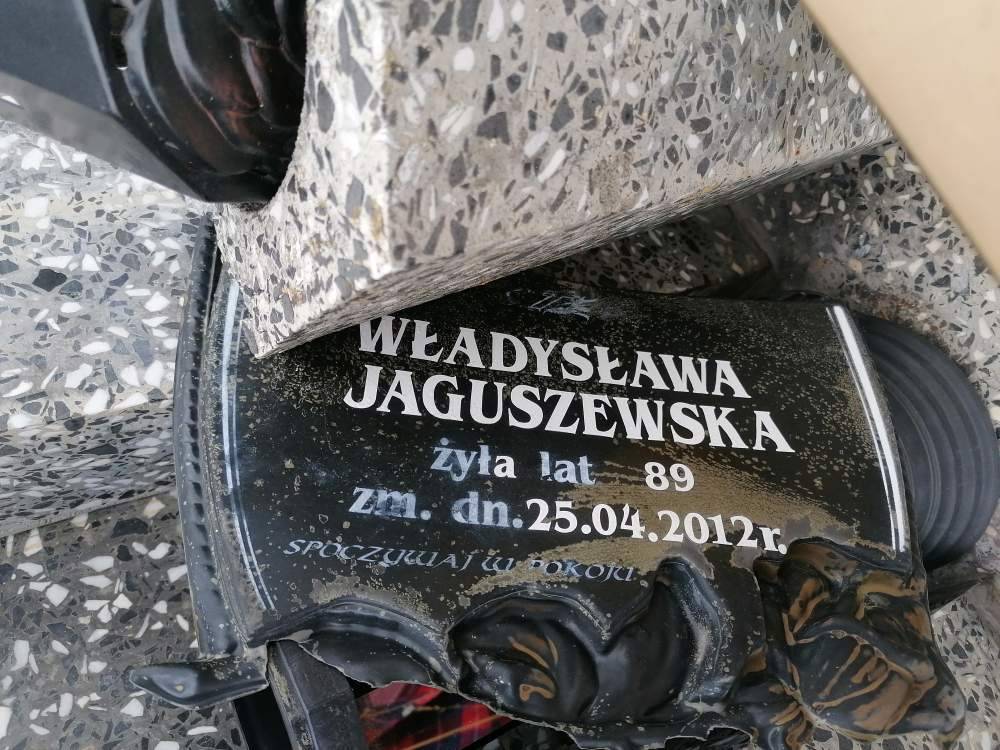 WŁADYSŁAWA
JAGUSZEWSKA
żyła lat 89
zm. dn. 25.04.2012r.
SPOCZYWAJ W POKOJU